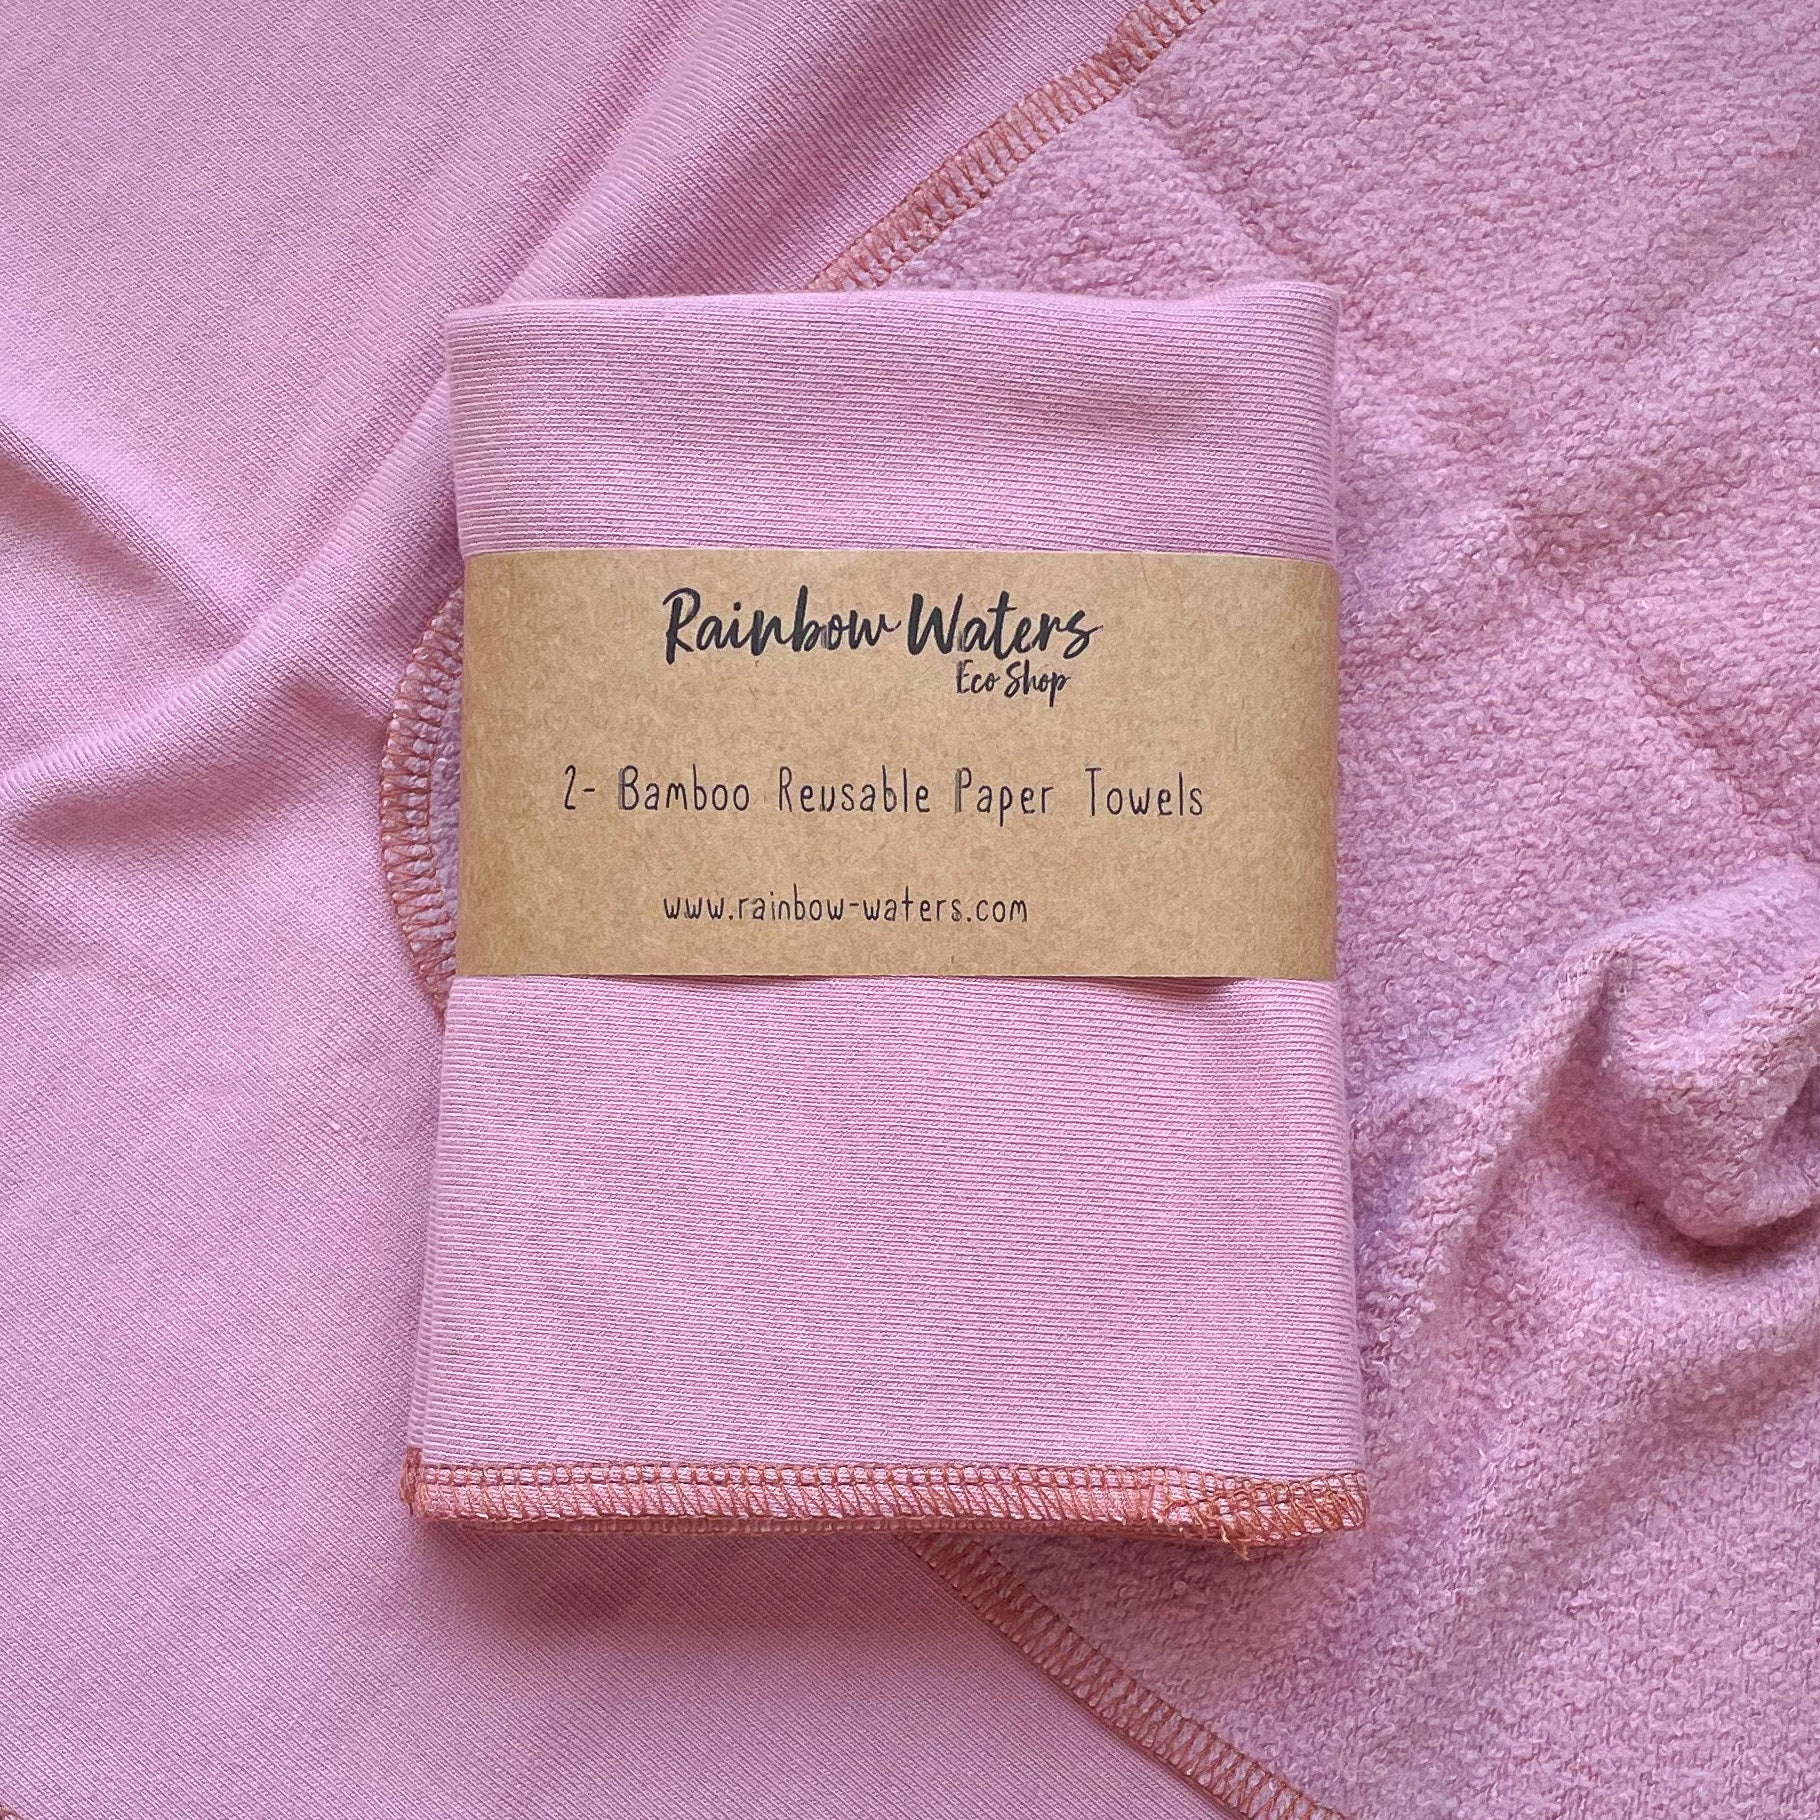 Rainbow Waters
Eco Shop
2- Bamboo Reusable Paper Towels
www.rainbow-waters.com